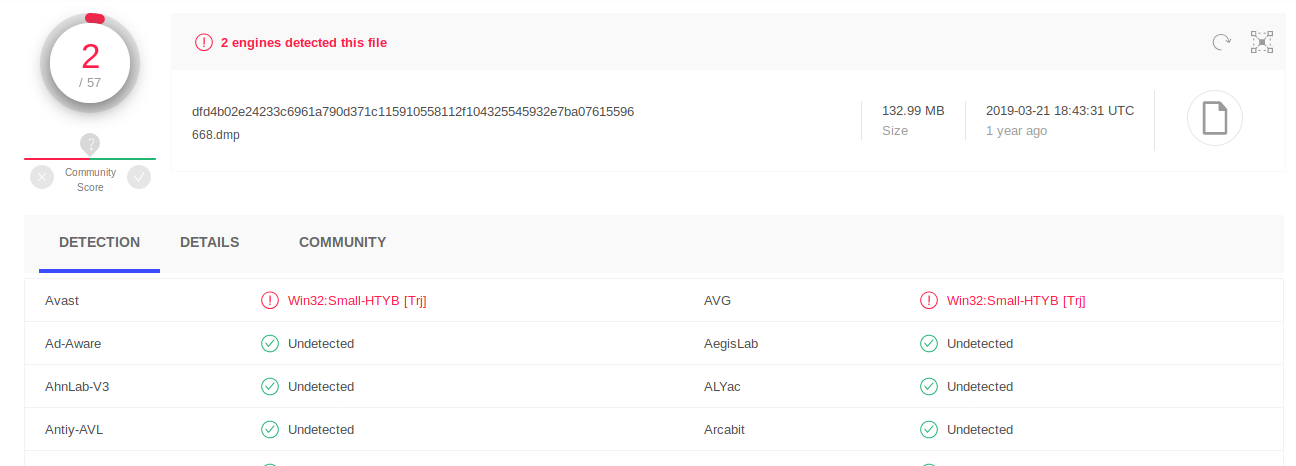 2
/ 57
?
Community
Score
2 engines detected this file
dfd4b02e24233c6961a790d371c115910558112f104325545932e7ba07615596
668.dmp
132.99 MB
Size
2019-03-21 18:43:31 UTC
1 year ago
DETECTION DETAILS COMMUNITY
Avast Win32:Small-HTYB [Trj] AVG Win32:Small-HTYB [Trj]
Ad-Aware Undetected AegisLab Undetected
AhnLab-V3 Undetected ALYac Undetected
Antiy-AVL Undetected Arcabit Undetected